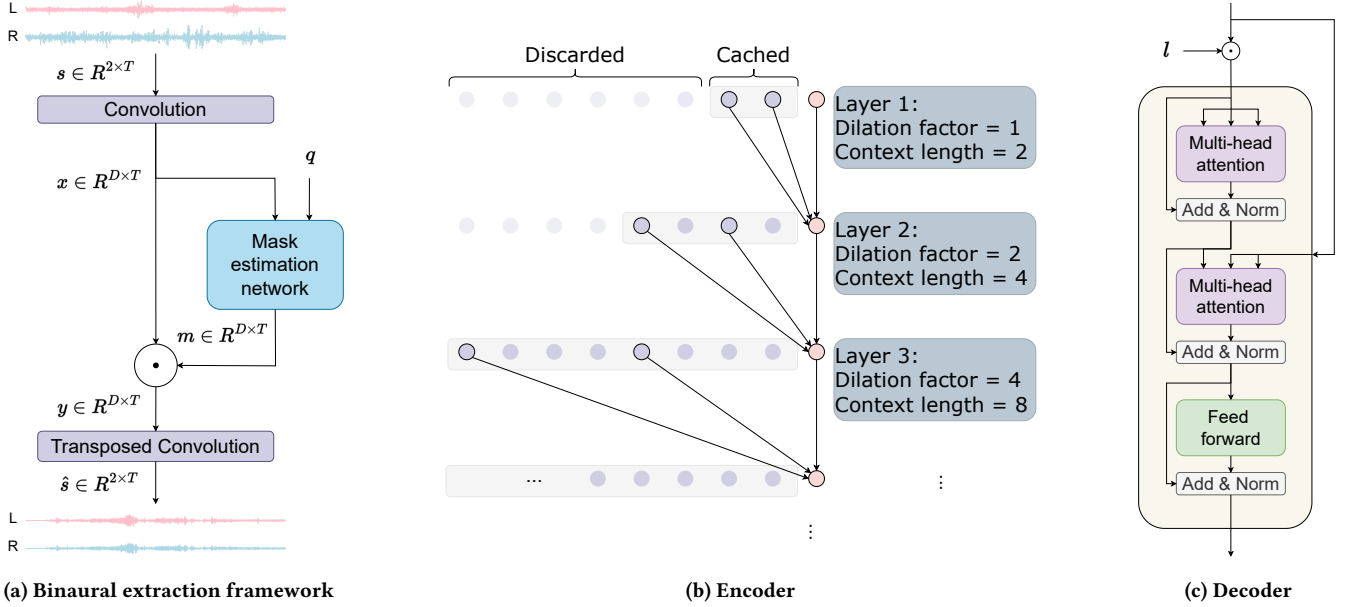 L
R
s ∈ R^{2×T}
Convolution
x ∈ R^{D×T}
q
Mask
estimation
network
m ∈ R^{D×T}
y ∈ R^{D×T}
Transposed Convolution
ŝ ∈ R^{2×T}
L
R
(a) Binaural extraction framework
Discarded
Cached
Layer 1:
Dilation factor = 1
Context length = 2
Layer 2:
Dilation factor = 2
Context length = 4
Layer 3:
Dilation factor = 4
Context length = 8
...
⋮
⋮
(b) Encoder
l
Multi-head
attention
Add & Norm
Multi-head
attention
Add & Norm
Feed
forward
Add & Norm
(c) Decoder